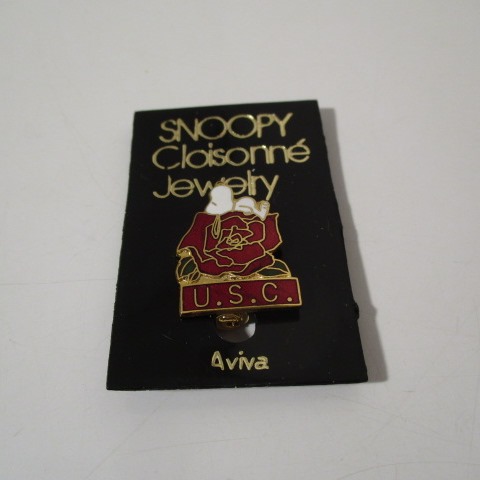 SNOOPY
Cloisonné
Jewelry
U.S.C.
Aviva